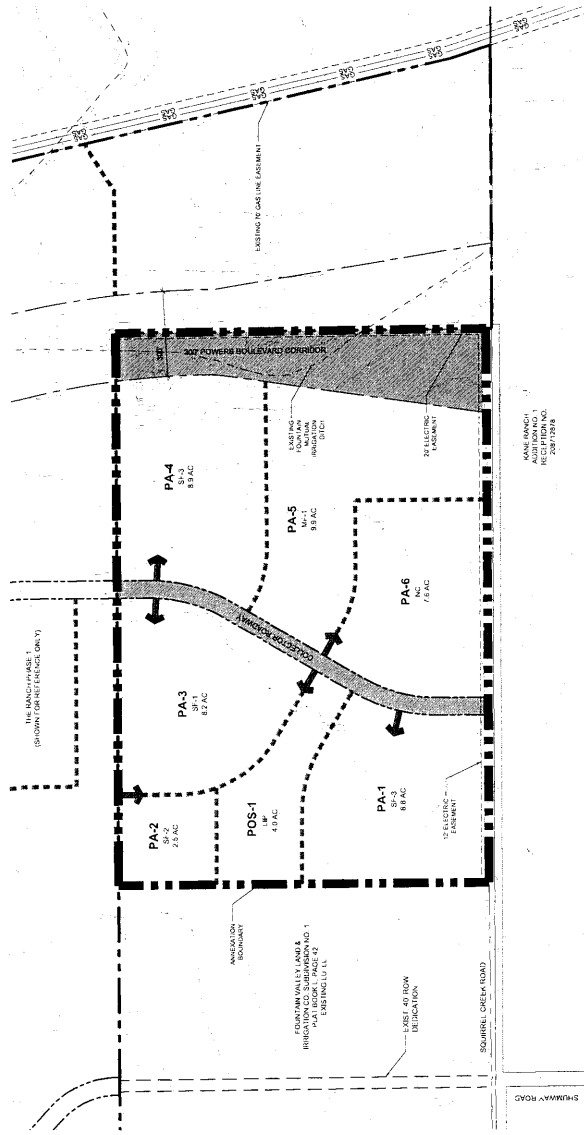 EXISTING 70' GAS LINE EASEMENT
300' POWERS BOULEVARD CORRIDOR
EXISTING
FOUNTAIN
MUTUAL
IRRIGATION
DITCH
20' ELECTRIC
EASEMENT
KANE RANCH
ADDITION NO. 1
RECEPTION NO.
208712878
PA-4
SF-3
8.9 AC
PA-5
MF-1
9.9 AC
PA-6
NC
7.6 AC
COLLECTOR ROADWAY
THE RANCH PHASE 1
(SHOWN FOR REFERENCE ONLY)
PA-3
SF-1
8.2 AC
PA-2
SF-2
2.5 AC
POS-1
4.0 AC
PA-1
SF-3
12' ELECTRIC
EASEMENT
ANNEXATION
BOUNDARY
FOUNTAIN VALLEY LAND &
IRRIGATION CO. SUBDIVISION NO. 1
PLAT BOOK L, PAGE 42
EXISTING
EXIST. 40' ROW
DEDICATION
SQUIRREL CREEK ROAD
SHUMWAY ROAD